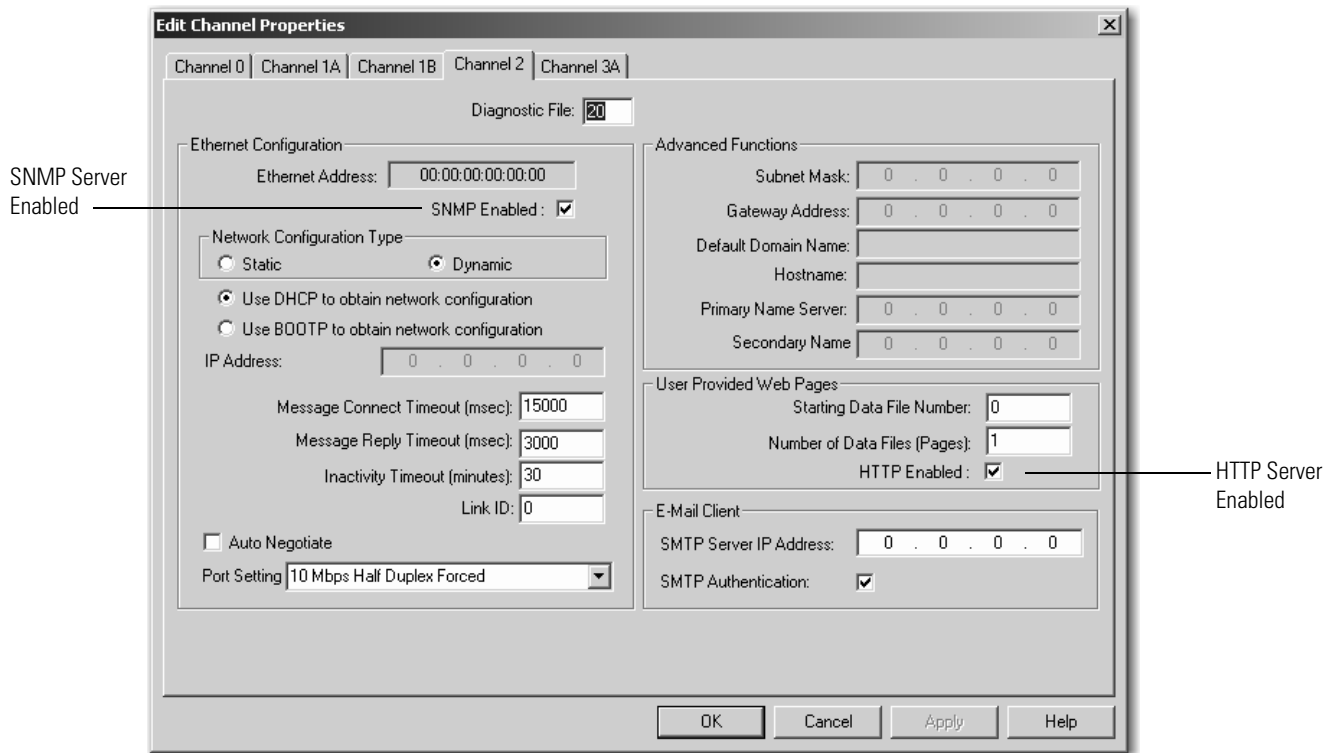 Edit Channel Properties
Channel 0
Channel 1A
Channel 1B
Channel 2
Channel 3A
Diagnostic File: 20
Ethernet Configuration
Ethernet Address: 00:00:00:00:00:00
SNMP Server
Enabled
SNMP Enabled :
Network Configuration Type
Static
Dynamic
Use DHCP to obtain network configuration
Use BOOTP to obtain network configuration
IP Address: 0 . 0 . 0 . 0
Message Connect Timeout (msec): 15000
Message Reply Timeout (msec): 3000
Inactivity Timeout (minutes): 30
Link ID: 0
Auto Negotiate
Port Setting 10 Mbps Half Duplex Forced
Advanced Functions
Subnet Mask: 0 . 0 . 0 . 0
Gateway Address: 0 . 0 . 0 . 0
Default Domain Name:
Hostname:
Primary Name Server: 0 . 0 . 0 . 0
Secondary Name 0 . 0 . 0 . 0
User Provided Web Pages
Starting Data File Number: 0
Number of Data Files (Pages): 1
HTTP Enabled :
HTTP Server
Enabled
E-Mail Client
SMTP Server IP Address: 0 . 0 . 0 . 0
SMTP Authentication:
OK
Cancel
Apply
Help